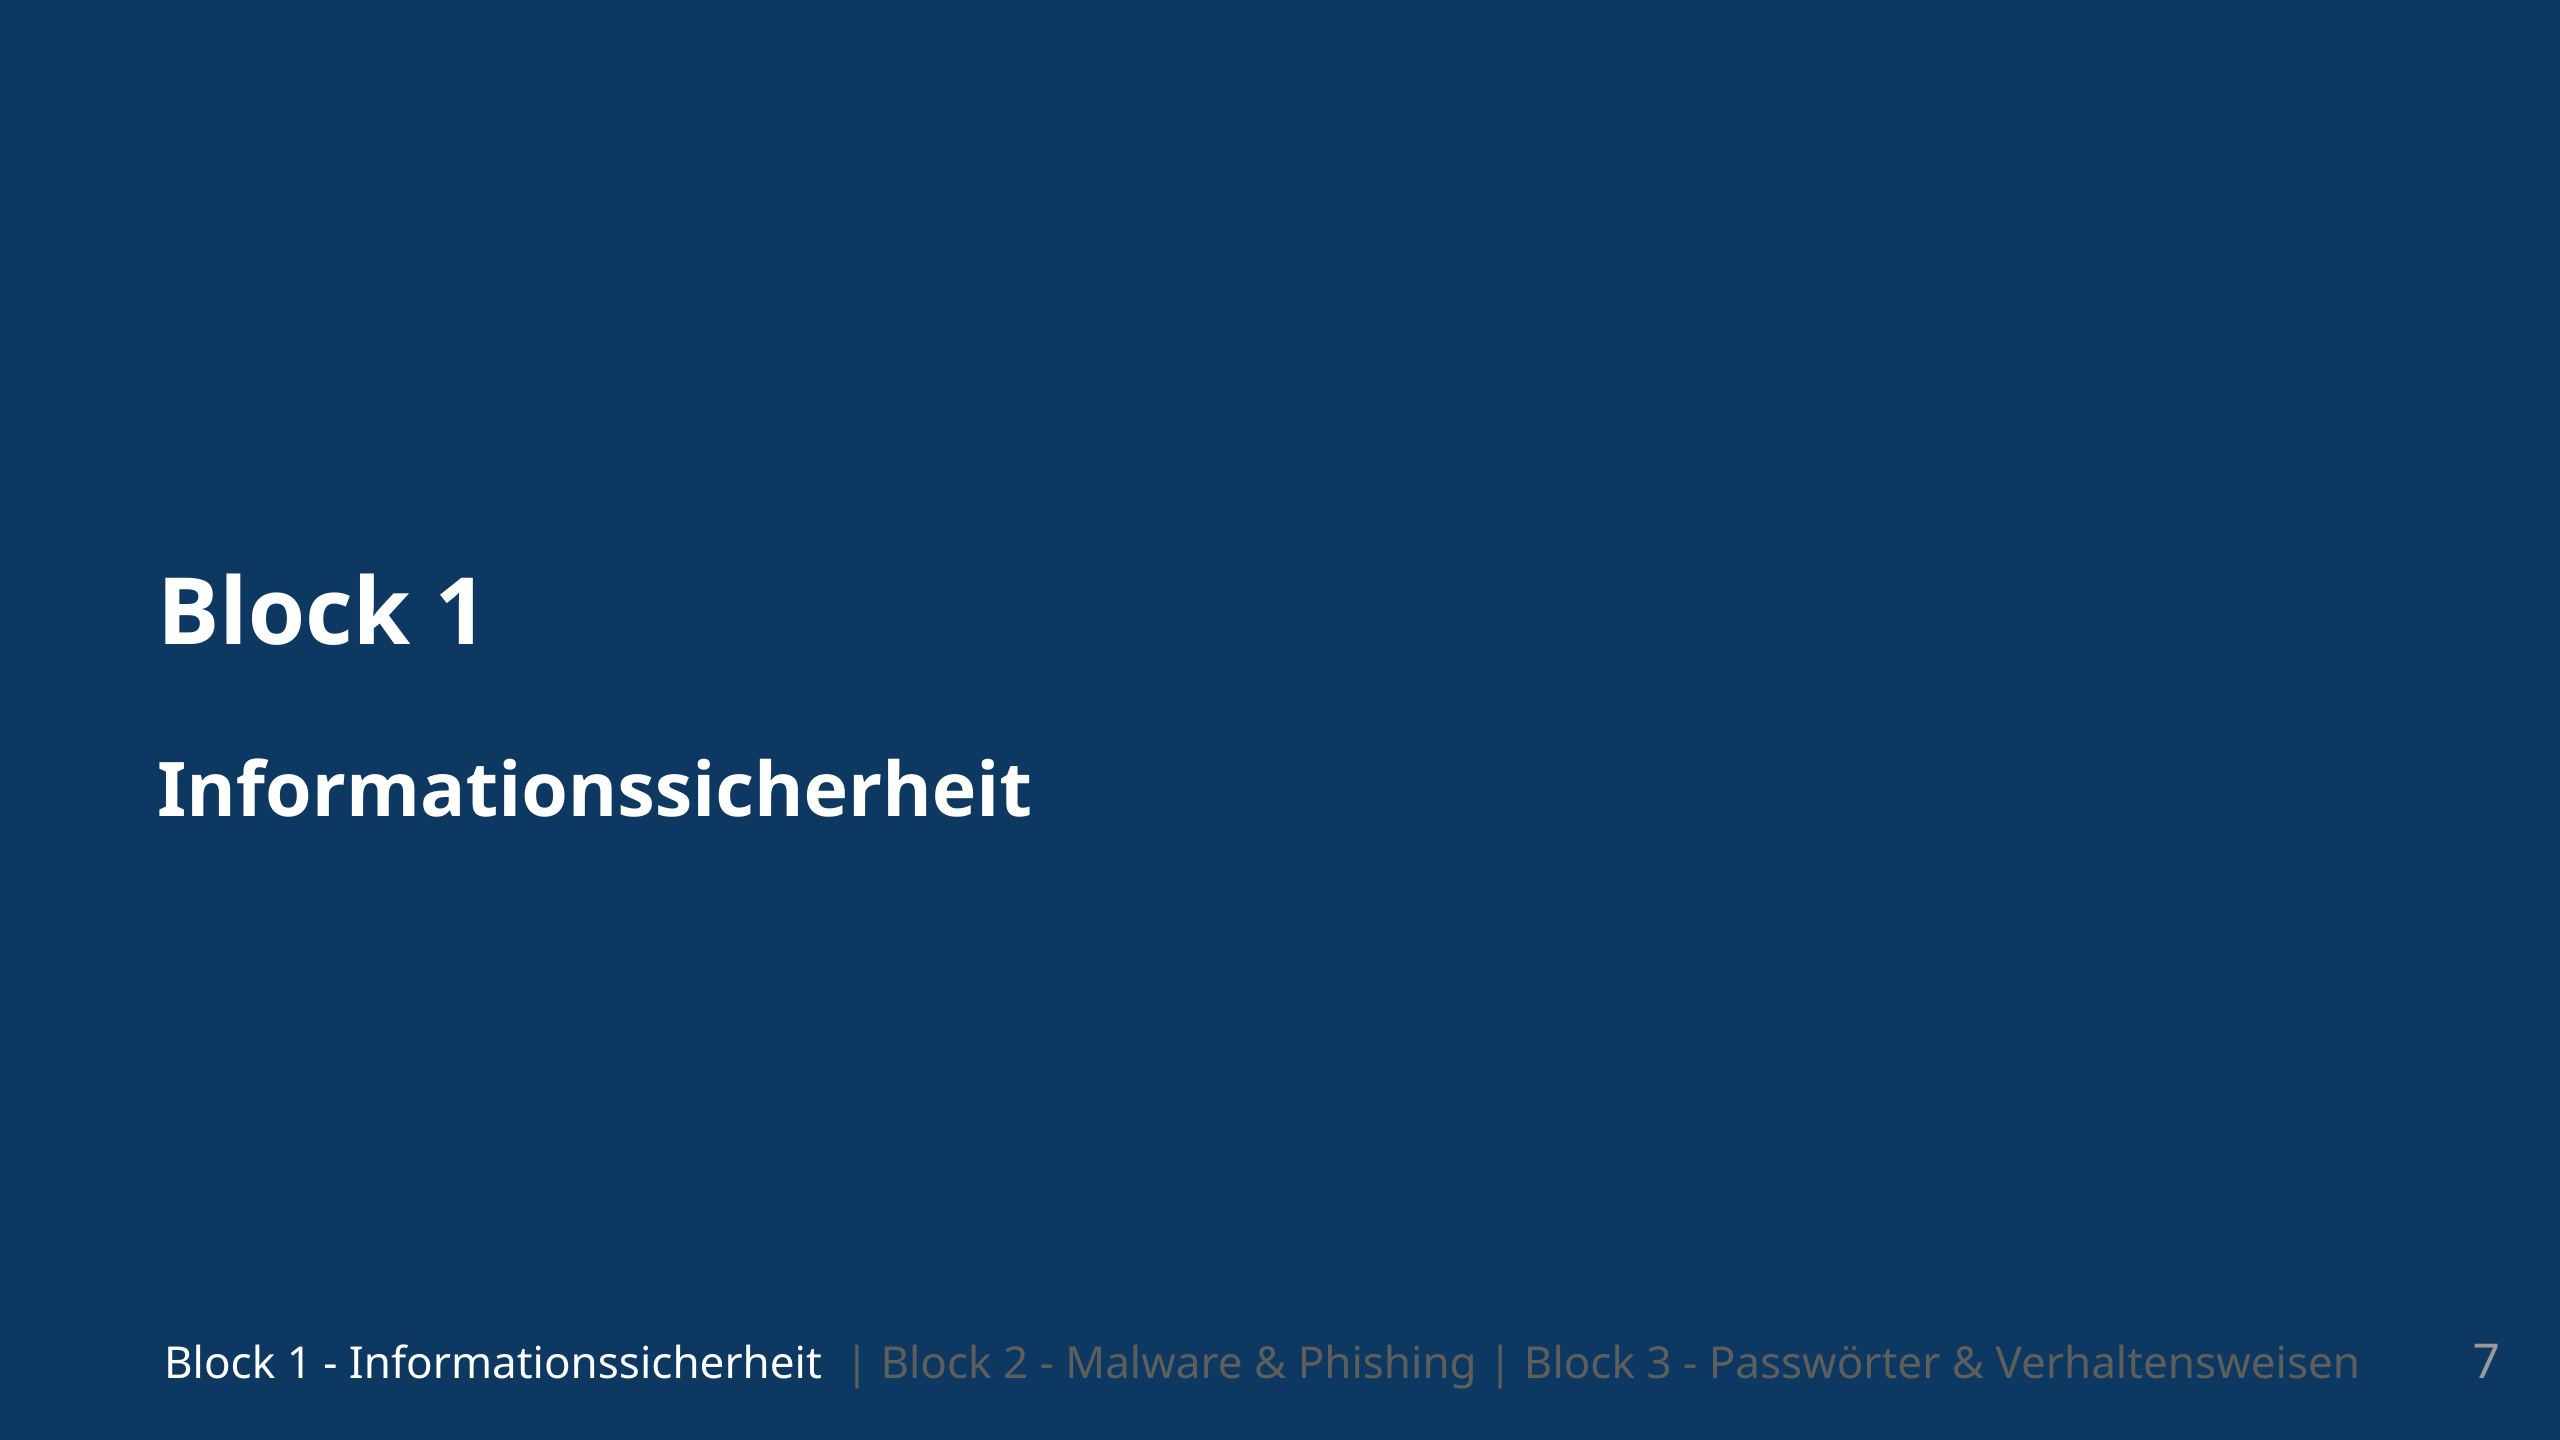 Block 1
Informationssicherheit
Block 1 - Informationssicherheit | Block 2 - Malware & Phishing | Block 3 - Passwörter & Verhaltensweisen 7